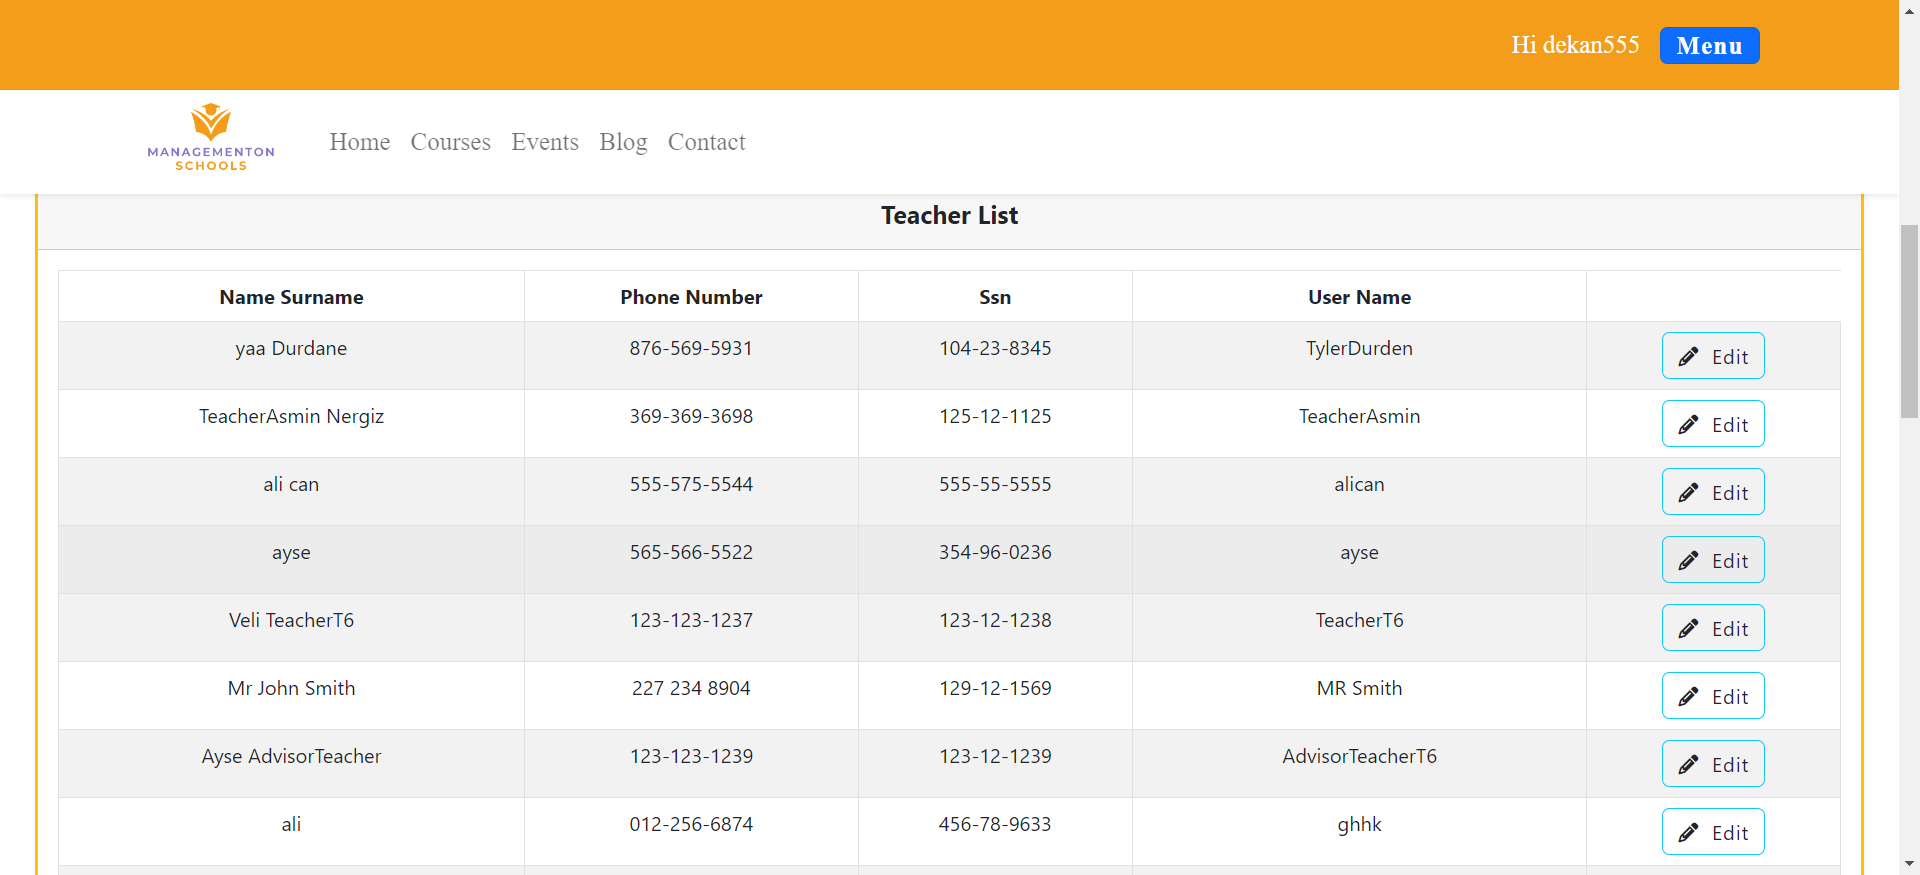 Hi dekan555 Menu
MANAGEMENTON
SCHOOLS
Home Courses Events Blog Contact
Teacher List
Name Surname Phone Number Ssn User Name
yaa Durdane 876-569-5931 104-23-8345 TylerDurden Edit
TeacherAsmin Nergiz 369-369-3698 125-12-1125 TeacherAsmin Edit
ali can 555-575-5544 555-55-5555 alican Edit
ayse 565-566-5522 354-96-0236 ayse Edit
Veli TeacherT6 123-123-1237 123-12-1238 TeacherT6 Edit
Mr John Smith 227 234 8904 129-12-1569 MR Smith Edit
Ayse AdvisorTeacher 123-123-1239 123-12-1239 AdvisorTeacherT6 Edit
ali 012-256-6874 456-78-9633 ghhk Edit